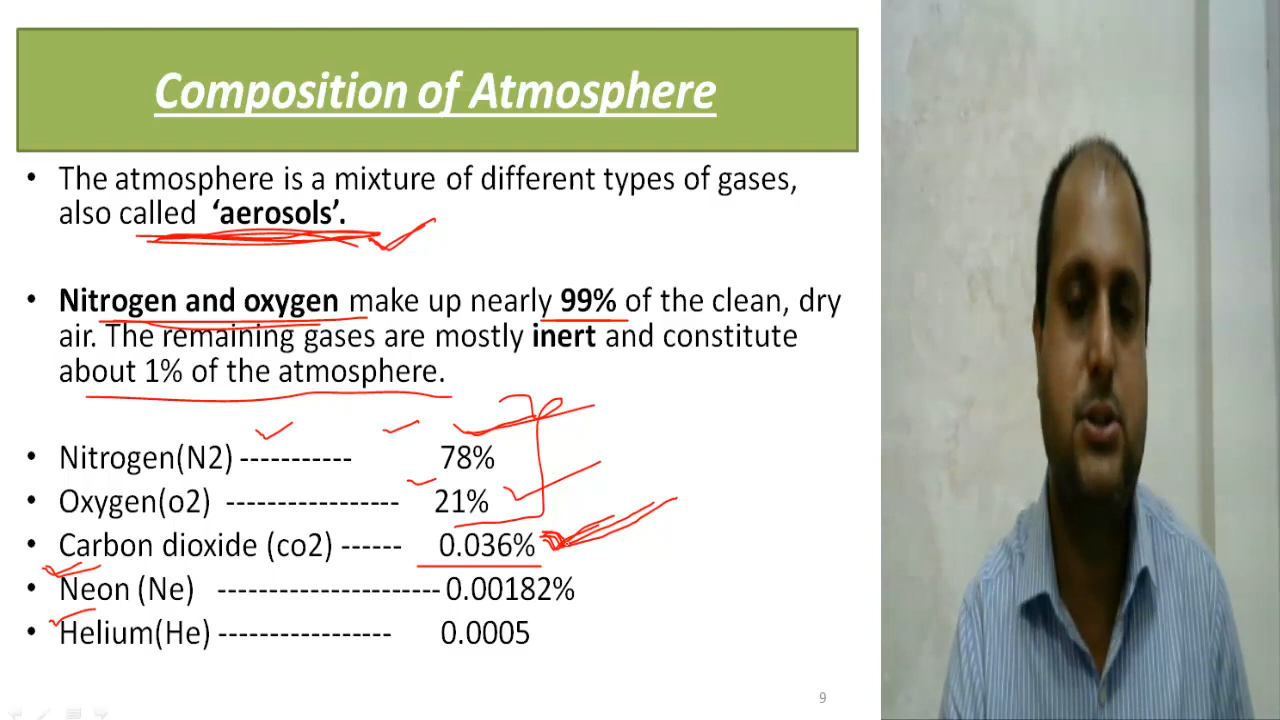 Composition of Atmosphere
• The atmosphere is a mixture of different types of gases,
also called ‘aerosols’.
• Nitrogen and oxygen make up nearly 99% of the clean, dry
air. The remaining gases are mostly inert and constitute
about 1% of the atmosphere.
• Nitrogen(N2) ----------- 78%
• Oxygen(o2) ----------------- 21%
• Carbon dioxide (co2) ------ 0.036%
• Neon (Ne) ---------------------- 0.00182%
• Helium(He) ----------------- 0.0005
9